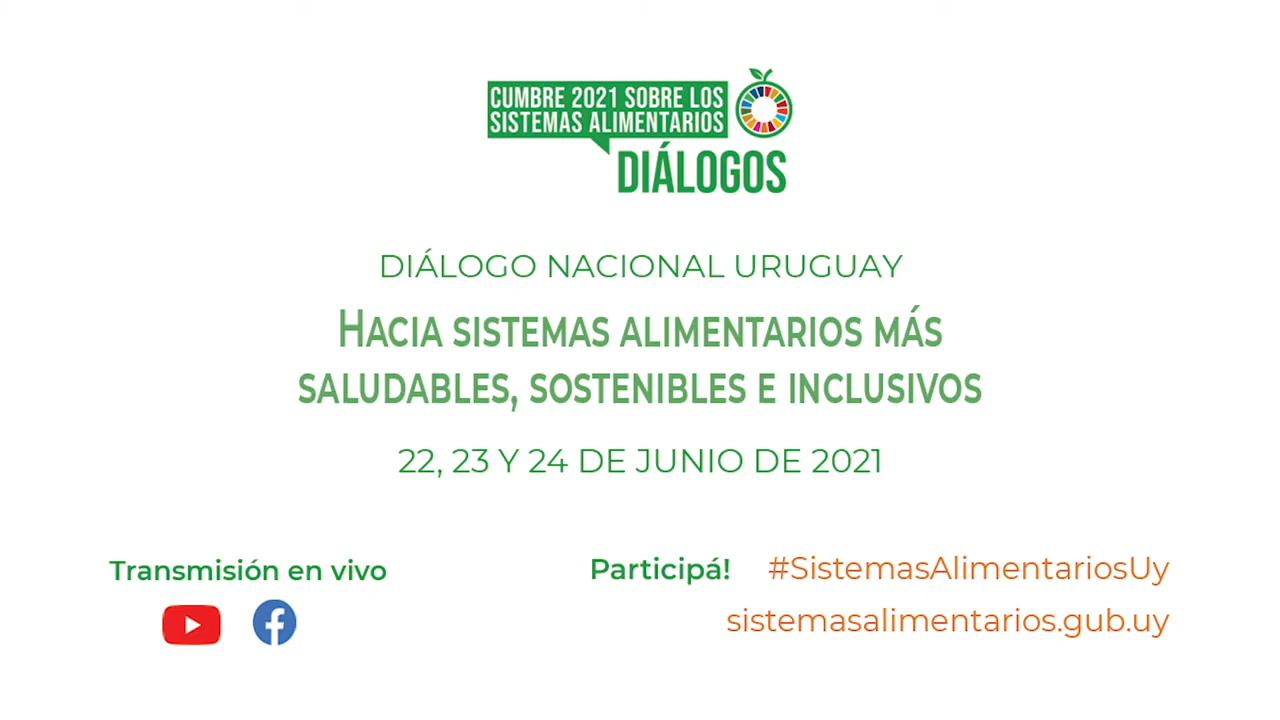 CUMBRE 2021 SOBRE LOS
SISTEMAS ALIMENTARIOS
DIÁLOGOS
DIÁLOGO NACIONAL URUGUAY
HACIA SISTEMAS ALIMENTARIOS MÁS
SALUDABLES, SOSTENIBLES E INCLUSIVOS
22, 23 Y 24 DE JUNIO DE 2021
Transmisión en vivo
Participá! #SistemasAlimentariosUy
sistemasalimentarios.gub.uy